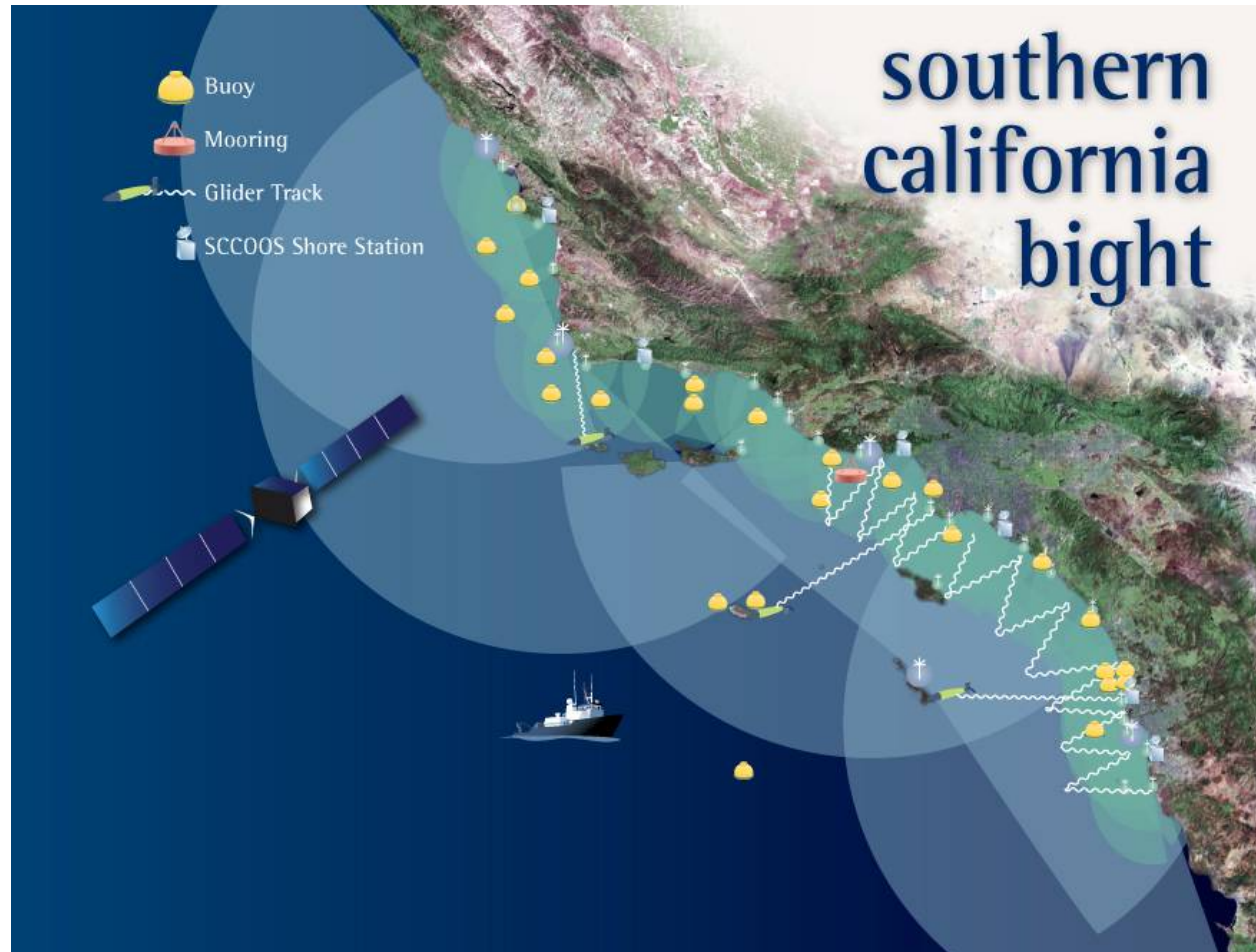 southern
california
bight
Buoy
Mooring
Glider Track
SCCOOS Shore Station